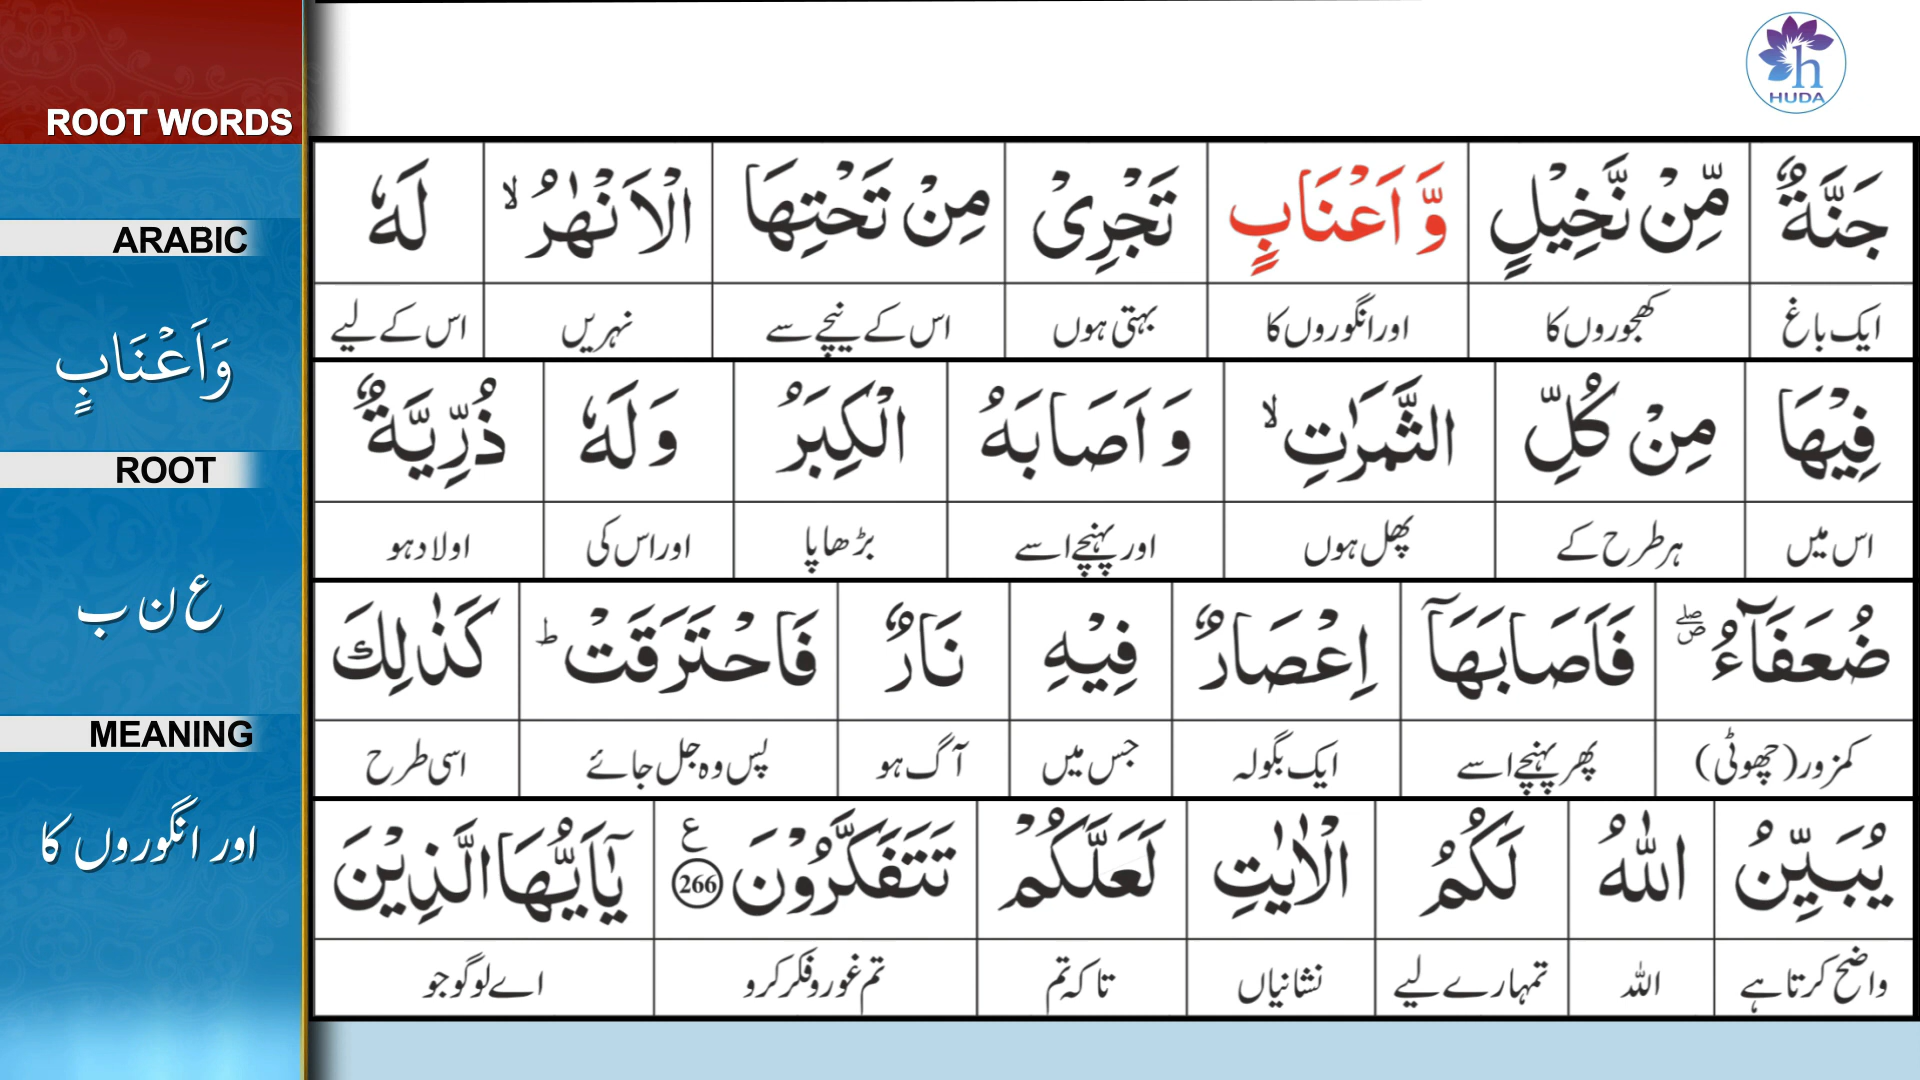 ROOT WORDS
ARABIC
وَاَعْنَابٍ
ROOT
ع ن ب
MEANING
اور انگوروں کا
h
HUDA
جَنَّةٌ مِّنْ نَّخِيْلٍ وَّ اَعْنَابٍ تَجْرِيْ مِنْ تَحْتِهَا الْاَنْهٰرُ ۙ لَهٗ
ایک باغ کھجوروں کا اور انگوروں کا بہتی ہوں اس کے نیچے سے نہریں اس کے لیے
فِيْهَا مِنْ كُلِّ الثَّمَرٰتِ ۙ وَ اَصَابَهُ الْكِبَرُ وَ لَهٗ ذُرِّيَّةٌ
اس میں ہر طرح کے پھل ہوں اور پہنچے اسے بڑھاپا اور اس کی اولاد ہو
ضُعَفَآءُ ۖ فَاَصَابَهَاۤ اِعْصَارٌ فِيْهِ نَارٌ فَاحْتَرَقَتْ ؕ كَذٰلِكَ
کمزور (چھوٹی) پھر پہنچے اسے ایک بگولہ جس میں آگ ہو پس وہ جل جائے اسی طرح
يُبَيِّنُ اللّٰهُ لَكُمُ الْاٰيٰتِ لَعَلَّكُمْ تَتَفَكَّرُوْنَ ع 266 يٰۤاَيُّهَا الَّذِيْنَ
واضح کرتا ہے اللہ تمہارے لیے نشانیاں تاکہ تم تم غور و فکر کرو اے لوگو جو